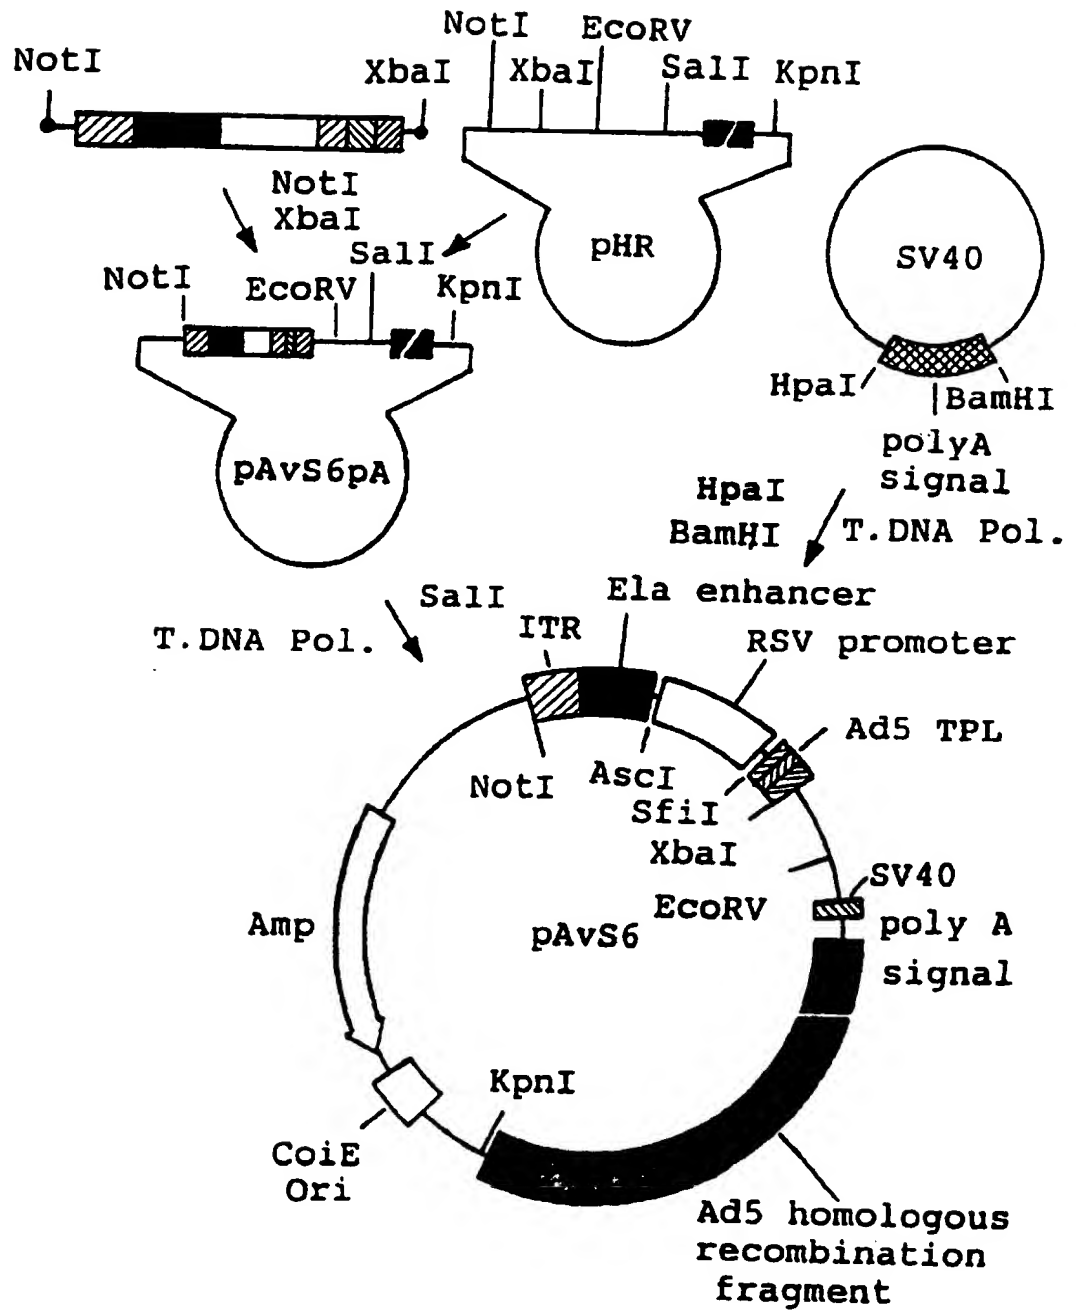 NotI
XbaI
NotI
EcoRV
XbaI
SalI
KpnI
NotI
XbaI
pHR
SV40
NotI
EcoRV
SalI
KpnI
HpaI
BamHI
polyA
signal
pAvS6pA
HpaI
BamHI
T.DNA Pol.
SalI
T.DNA Pol.
ITR
Ela enhancer
RSV promoter
Ad5 TPL
NotI
AscI
SfiI
XbaI
EcoRV
SV40
poly A
signal
Amp
pAvS6
KpnI
CoiE
Ori
Ad5 homologous
recombination
fragment